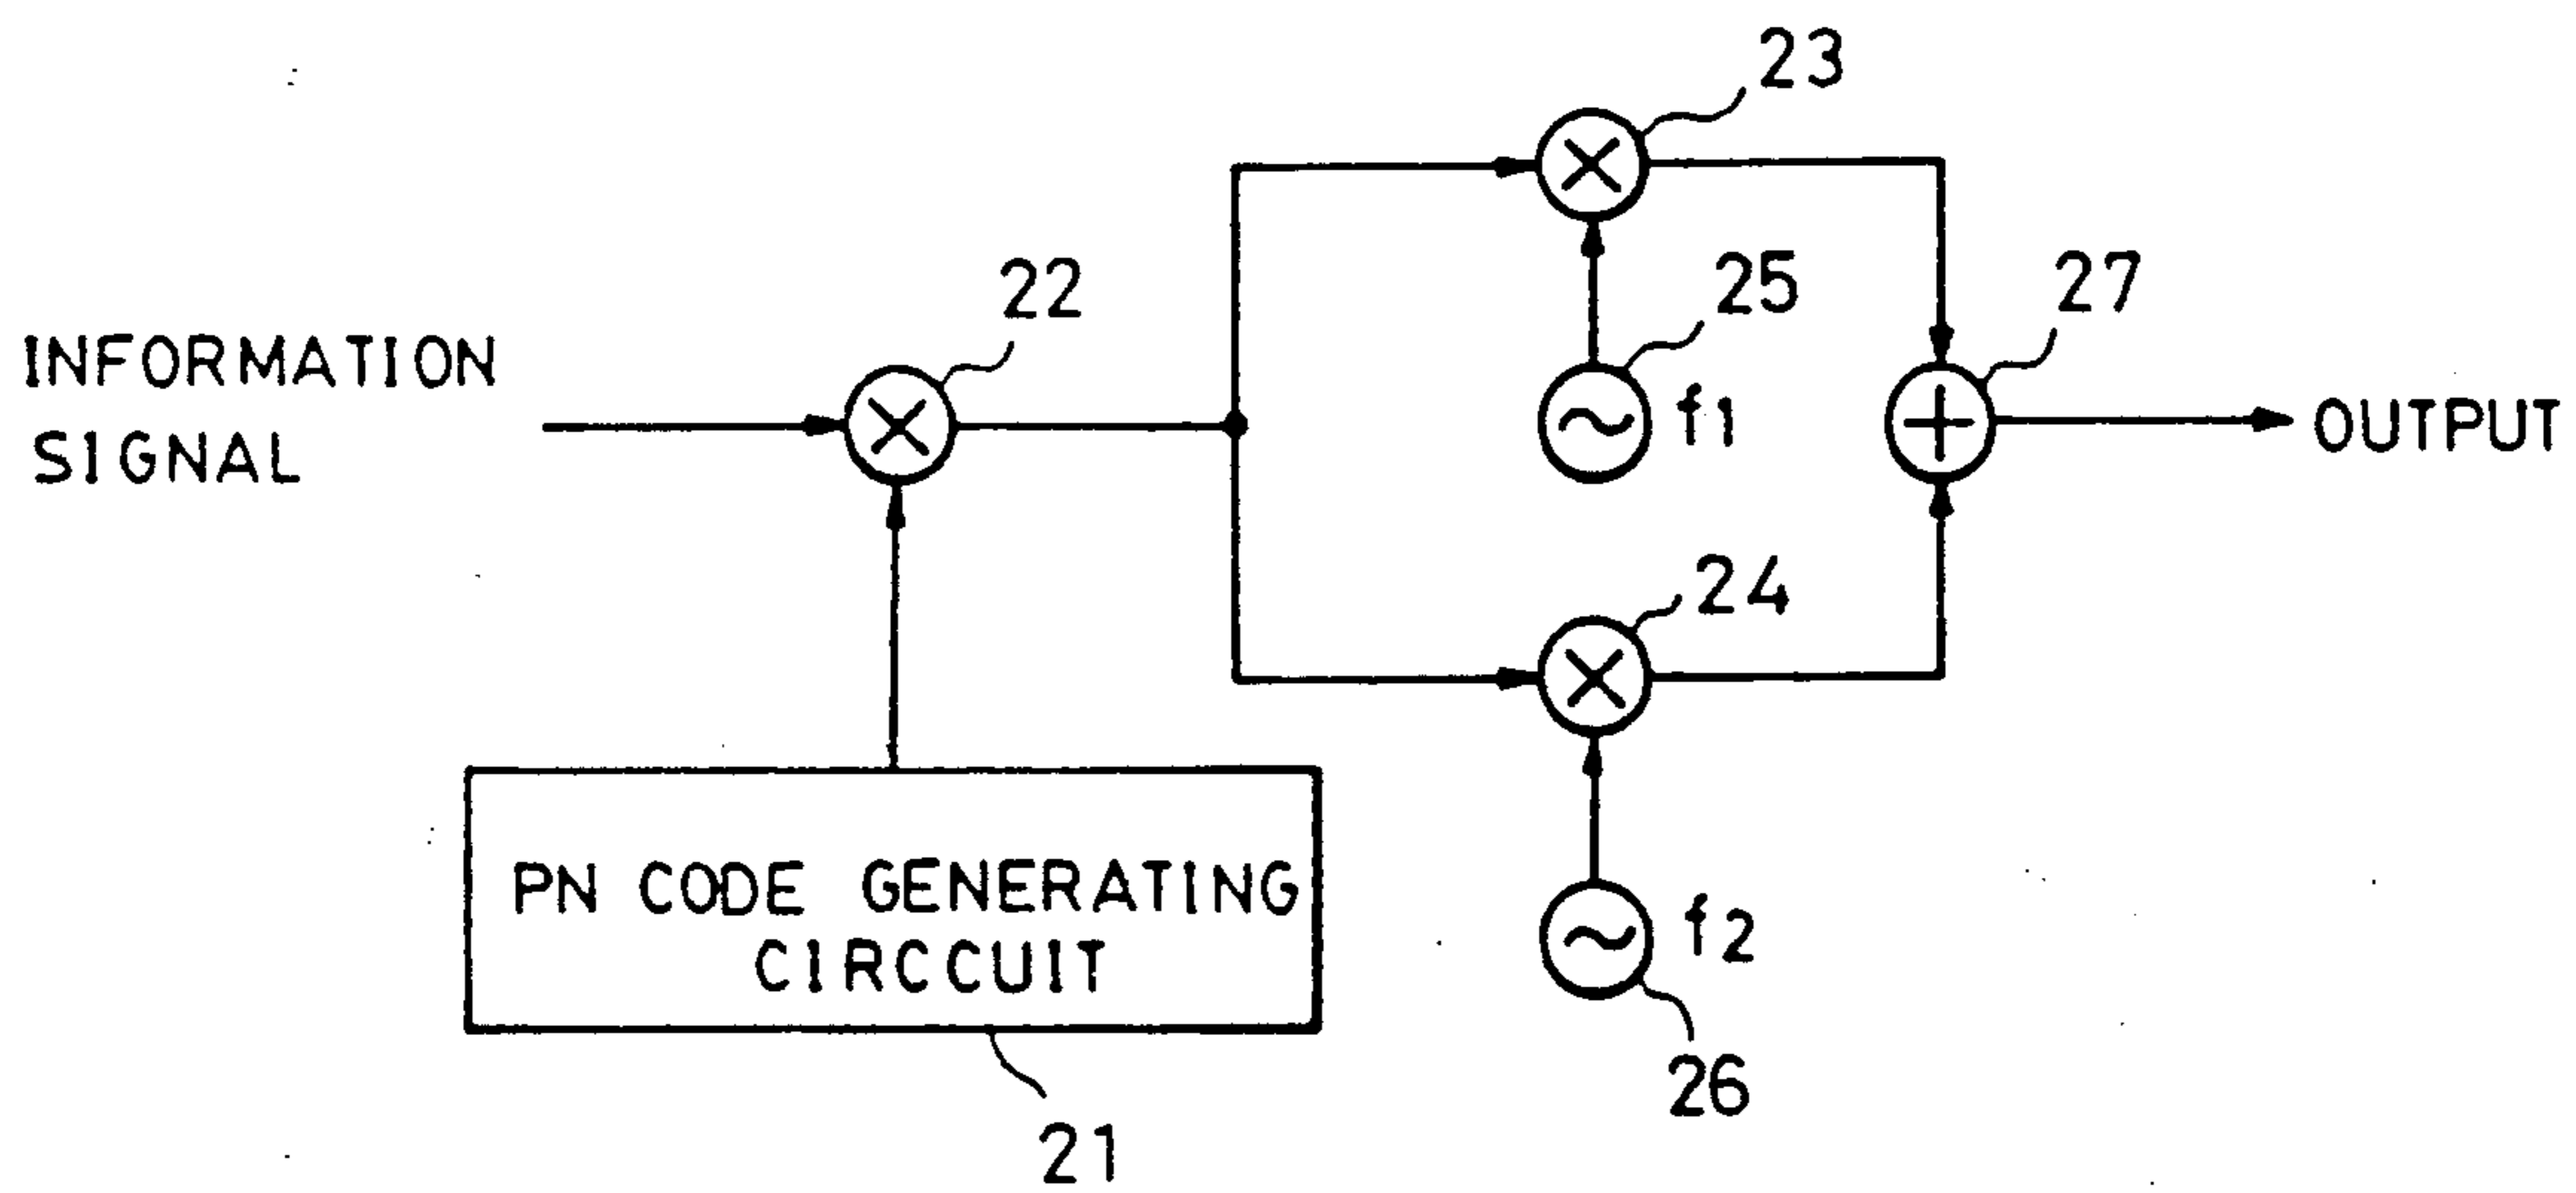 23
22
25
27
INFORMATION
SIGNAL
f1
OUTPUT
24
PN CODE GENERATING
CIRCCUIT
f2
26
21